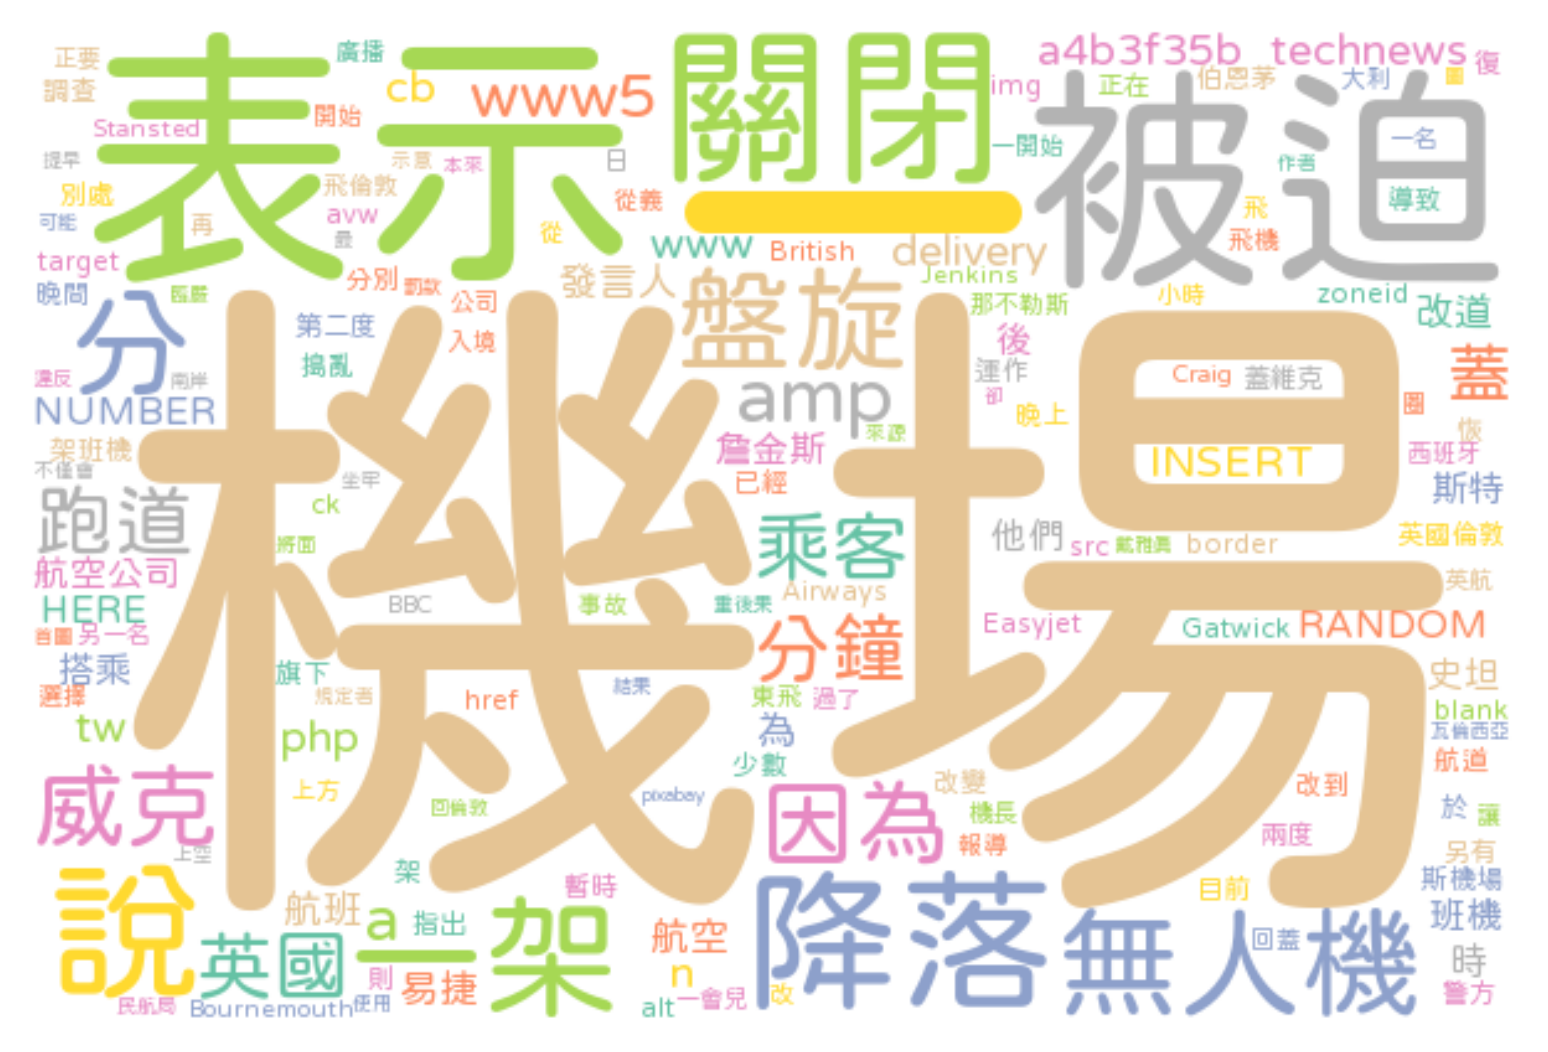 正要
廣播
cb
www5
表示
關閉
a4b3f35b
technews
復
調查
開始
img
正在
伯恩茅
大利
圖
Stansted
被迫
一名
提早
示意
本來
日
一開始
作者
別處
飛倫敦
從義
一
導致
可能
再
avw
最
從
www
British
delivery
飛
飛機
target
分別
罰款
公司
發言人
Jenkins
晚間
盤旋
那不勒斯
小時
zoneid
改道
分
第二度
入境
後
蓋
搗亂
機場
違反
南岸
amp
運作
卻
Craig
蓋維克
圈
NUMBER
晚上
架班機
來源
恢
不僅會
坐牢
詹金斯
INSERT
西班牙
已經
斯特
跑道
ck
乘客
他們
src
戴雅真
border
英國倫敦
將面
航空公司
Airways
英航
HERE
BBC
事故
重後果
首圖
另一名
分鐘
Easyjet
Gatwick
RANDOM
搭乘
旗下
結果
史坦
選擇
規定者
href
東飛
過了
blank
tw
php
為
瓦倫西亞
少數
航道
威克
上方
回倫敦
pixabay
因為
改變
改到
機長
於
讓
上空
報導
兩度
另有
說
架
暫時
降落
目前
斯機場
航班
a
指出
一架
航空
無人機
班機
英國
回蓋
時
則
易捷
n
改
警方
民航局
Bournemouth
使用
alt
一會兒